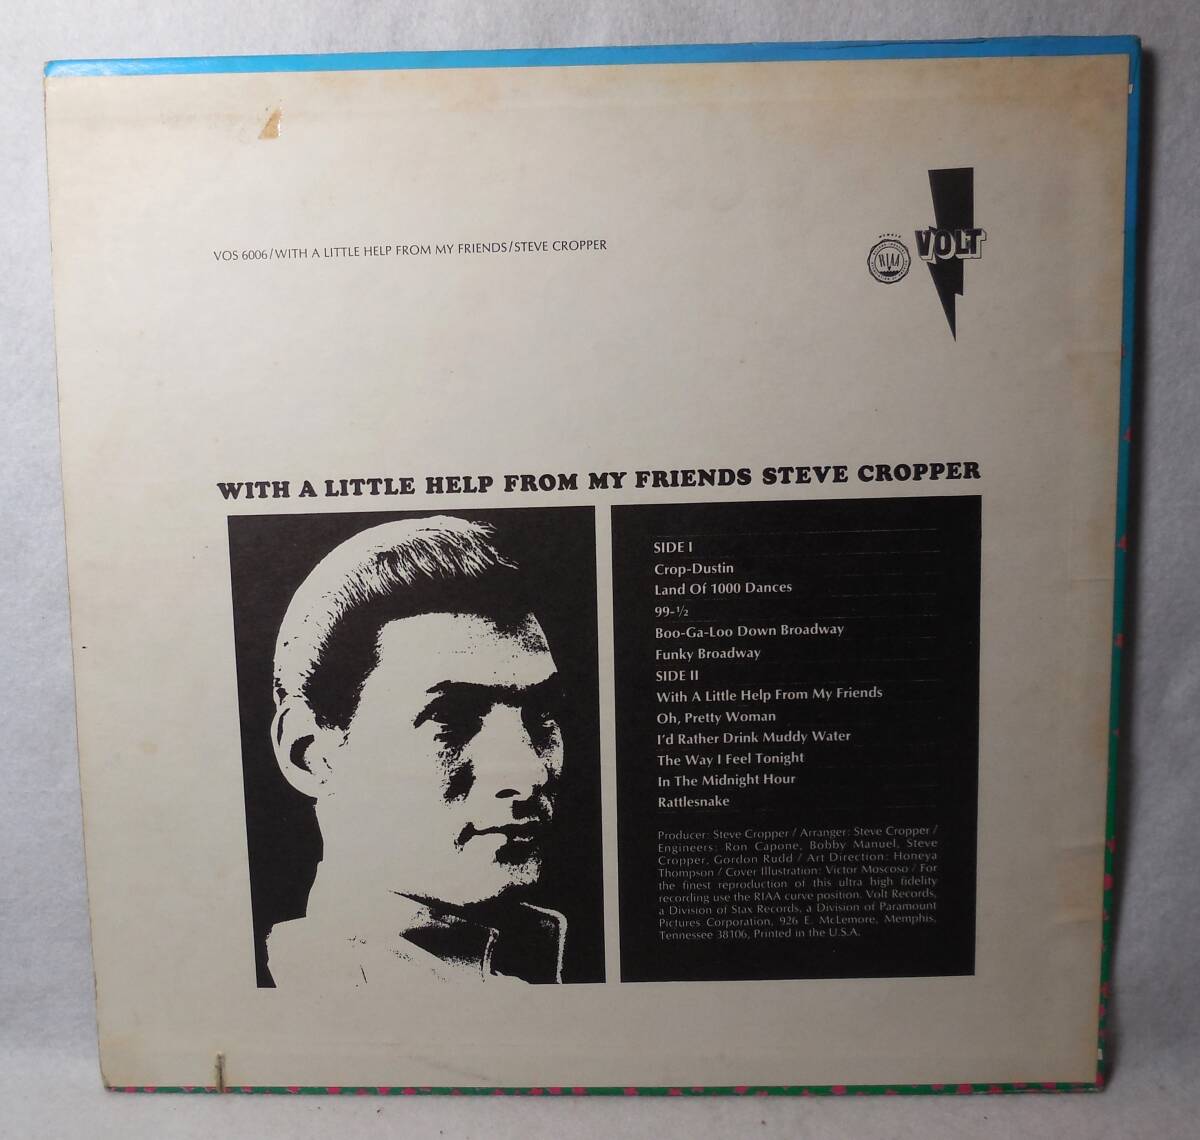 VOS 6006/WITH A LITTLE HELP FROM MY FRIENDS/STEVE CROPPER
MEMBER
RIAA
VOLT
WITH A LITTLE HELP FROM MY FRIENDS STEVE CROPPER
SIDE I
Crop-Dustin
Land Of 1000 Dances
99-½
Boo-Ga-Loo Down Broadway
Funky Broadway
SIDE II
With A Little Help From My Friends
Oh, Pretty Woman
I'd Rather Drink Muddy Water
The Way I Feel Tonight
In The Midnight Hour
Rattlesnake
Producer: Steve Cropper / Arranger: Steve Cropper /
Engineers: Ron Capone, Bobby Manuel, Steve
Cropper, Gordon Rudd / Art Direction: Honeya
Thompson / Cover Illustration: Victor Moscoso / For
the finest reproduction of this ultra high fidelity
recording use the RIAA curve position. Volt Records,
a Division of Stax Records, a Division of Paramount
Pictures Corporation, 926 E. McLemore, Memphis,
Tennessee 38106, Printed in the U.S.A.